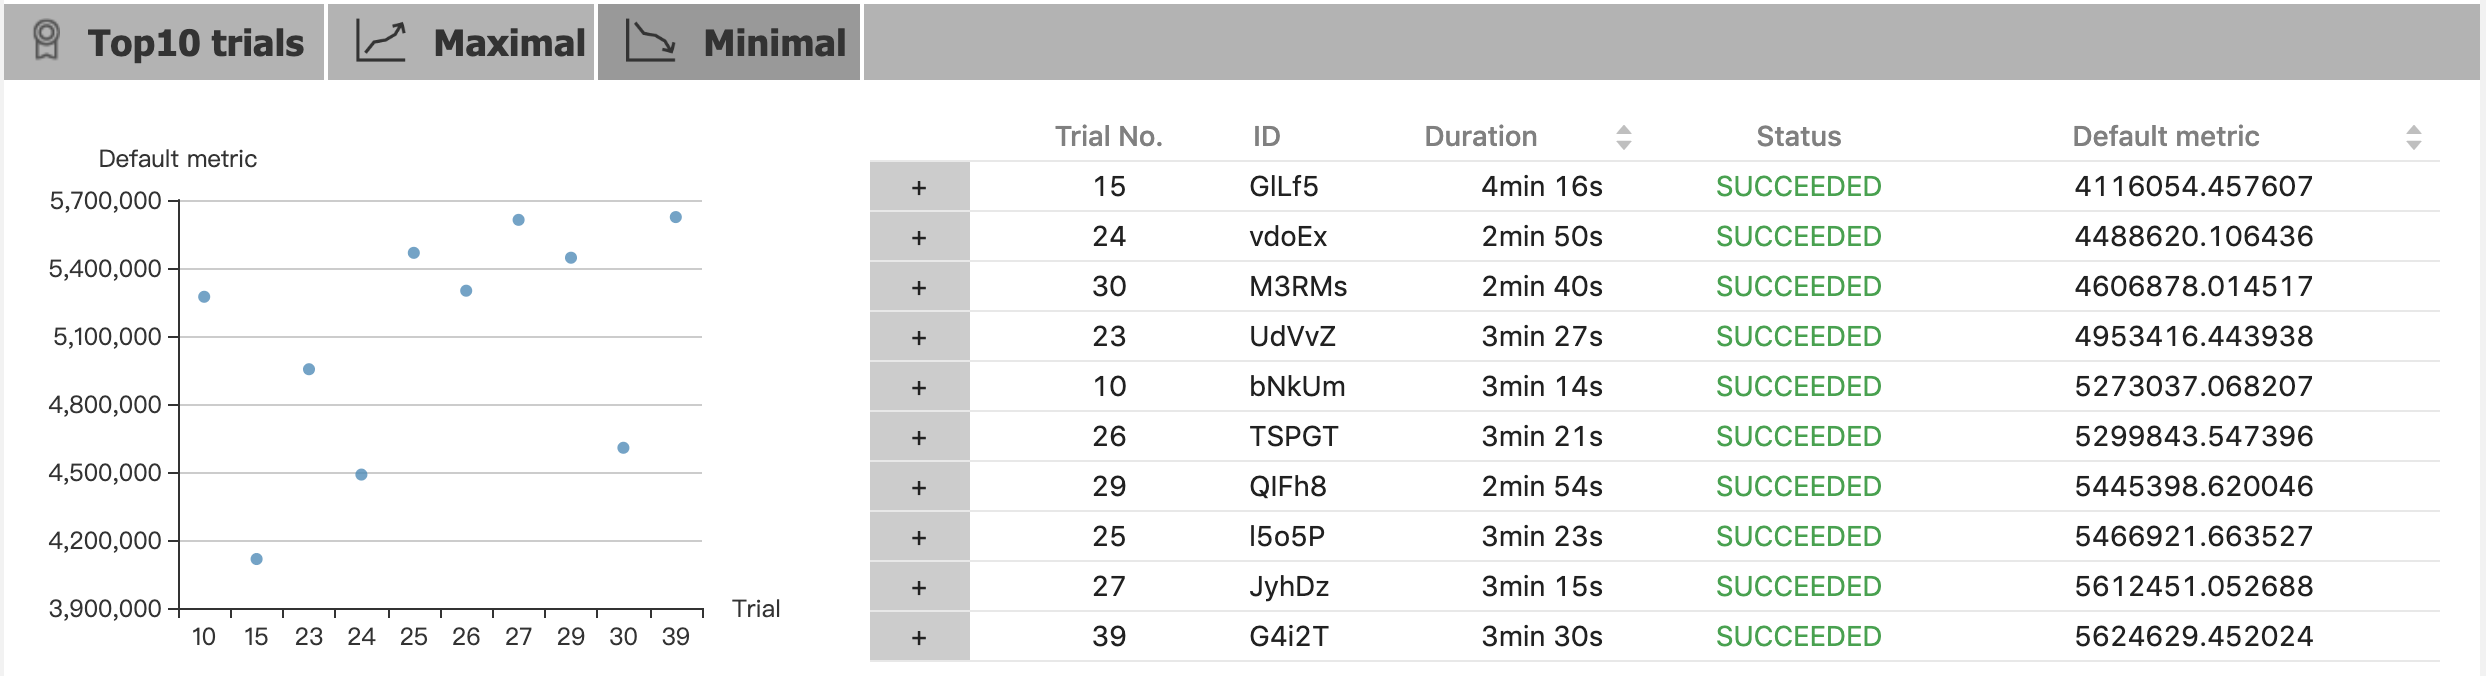 Top10 trials Maximal Minimal
Default metric
5,700,000
5,400,000
5,100,000
4,800,000
4,500,000
4,200,000
3,900,000
10 15 23 24 25 26 27 29 30 39
Trial
Trial No. ID Duration Status Default metric
+ 15 GlLf5 4min 16s SUCCEEDED 4116054.457607
+ 24 vdoEx 2min 50s SUCCEEDED 4488620.106436
+ 30 M3RMs 2min 40s SUCCEEDED 4606878.014517
+ 23 UdVvZ 3min 27s SUCCEEDED 4953416.443938
+ 10 bNkUm 3min 14s SUCCEEDED 5273037.068207
+ 26 TSPGT 3min 21s SUCCEEDED 5299843.547396
+ 29 QIFh8 2min 54s SUCCEEDED 5445398.620046
+ 25 l5o5P 3min 23s SUCCEEDED 5466921.663527
+ 27 JyhDz 3min 15s SUCCEEDED 5612451.052688
+ 39 G4i2T 3min 30s SUCCEEDED 5624629.452024